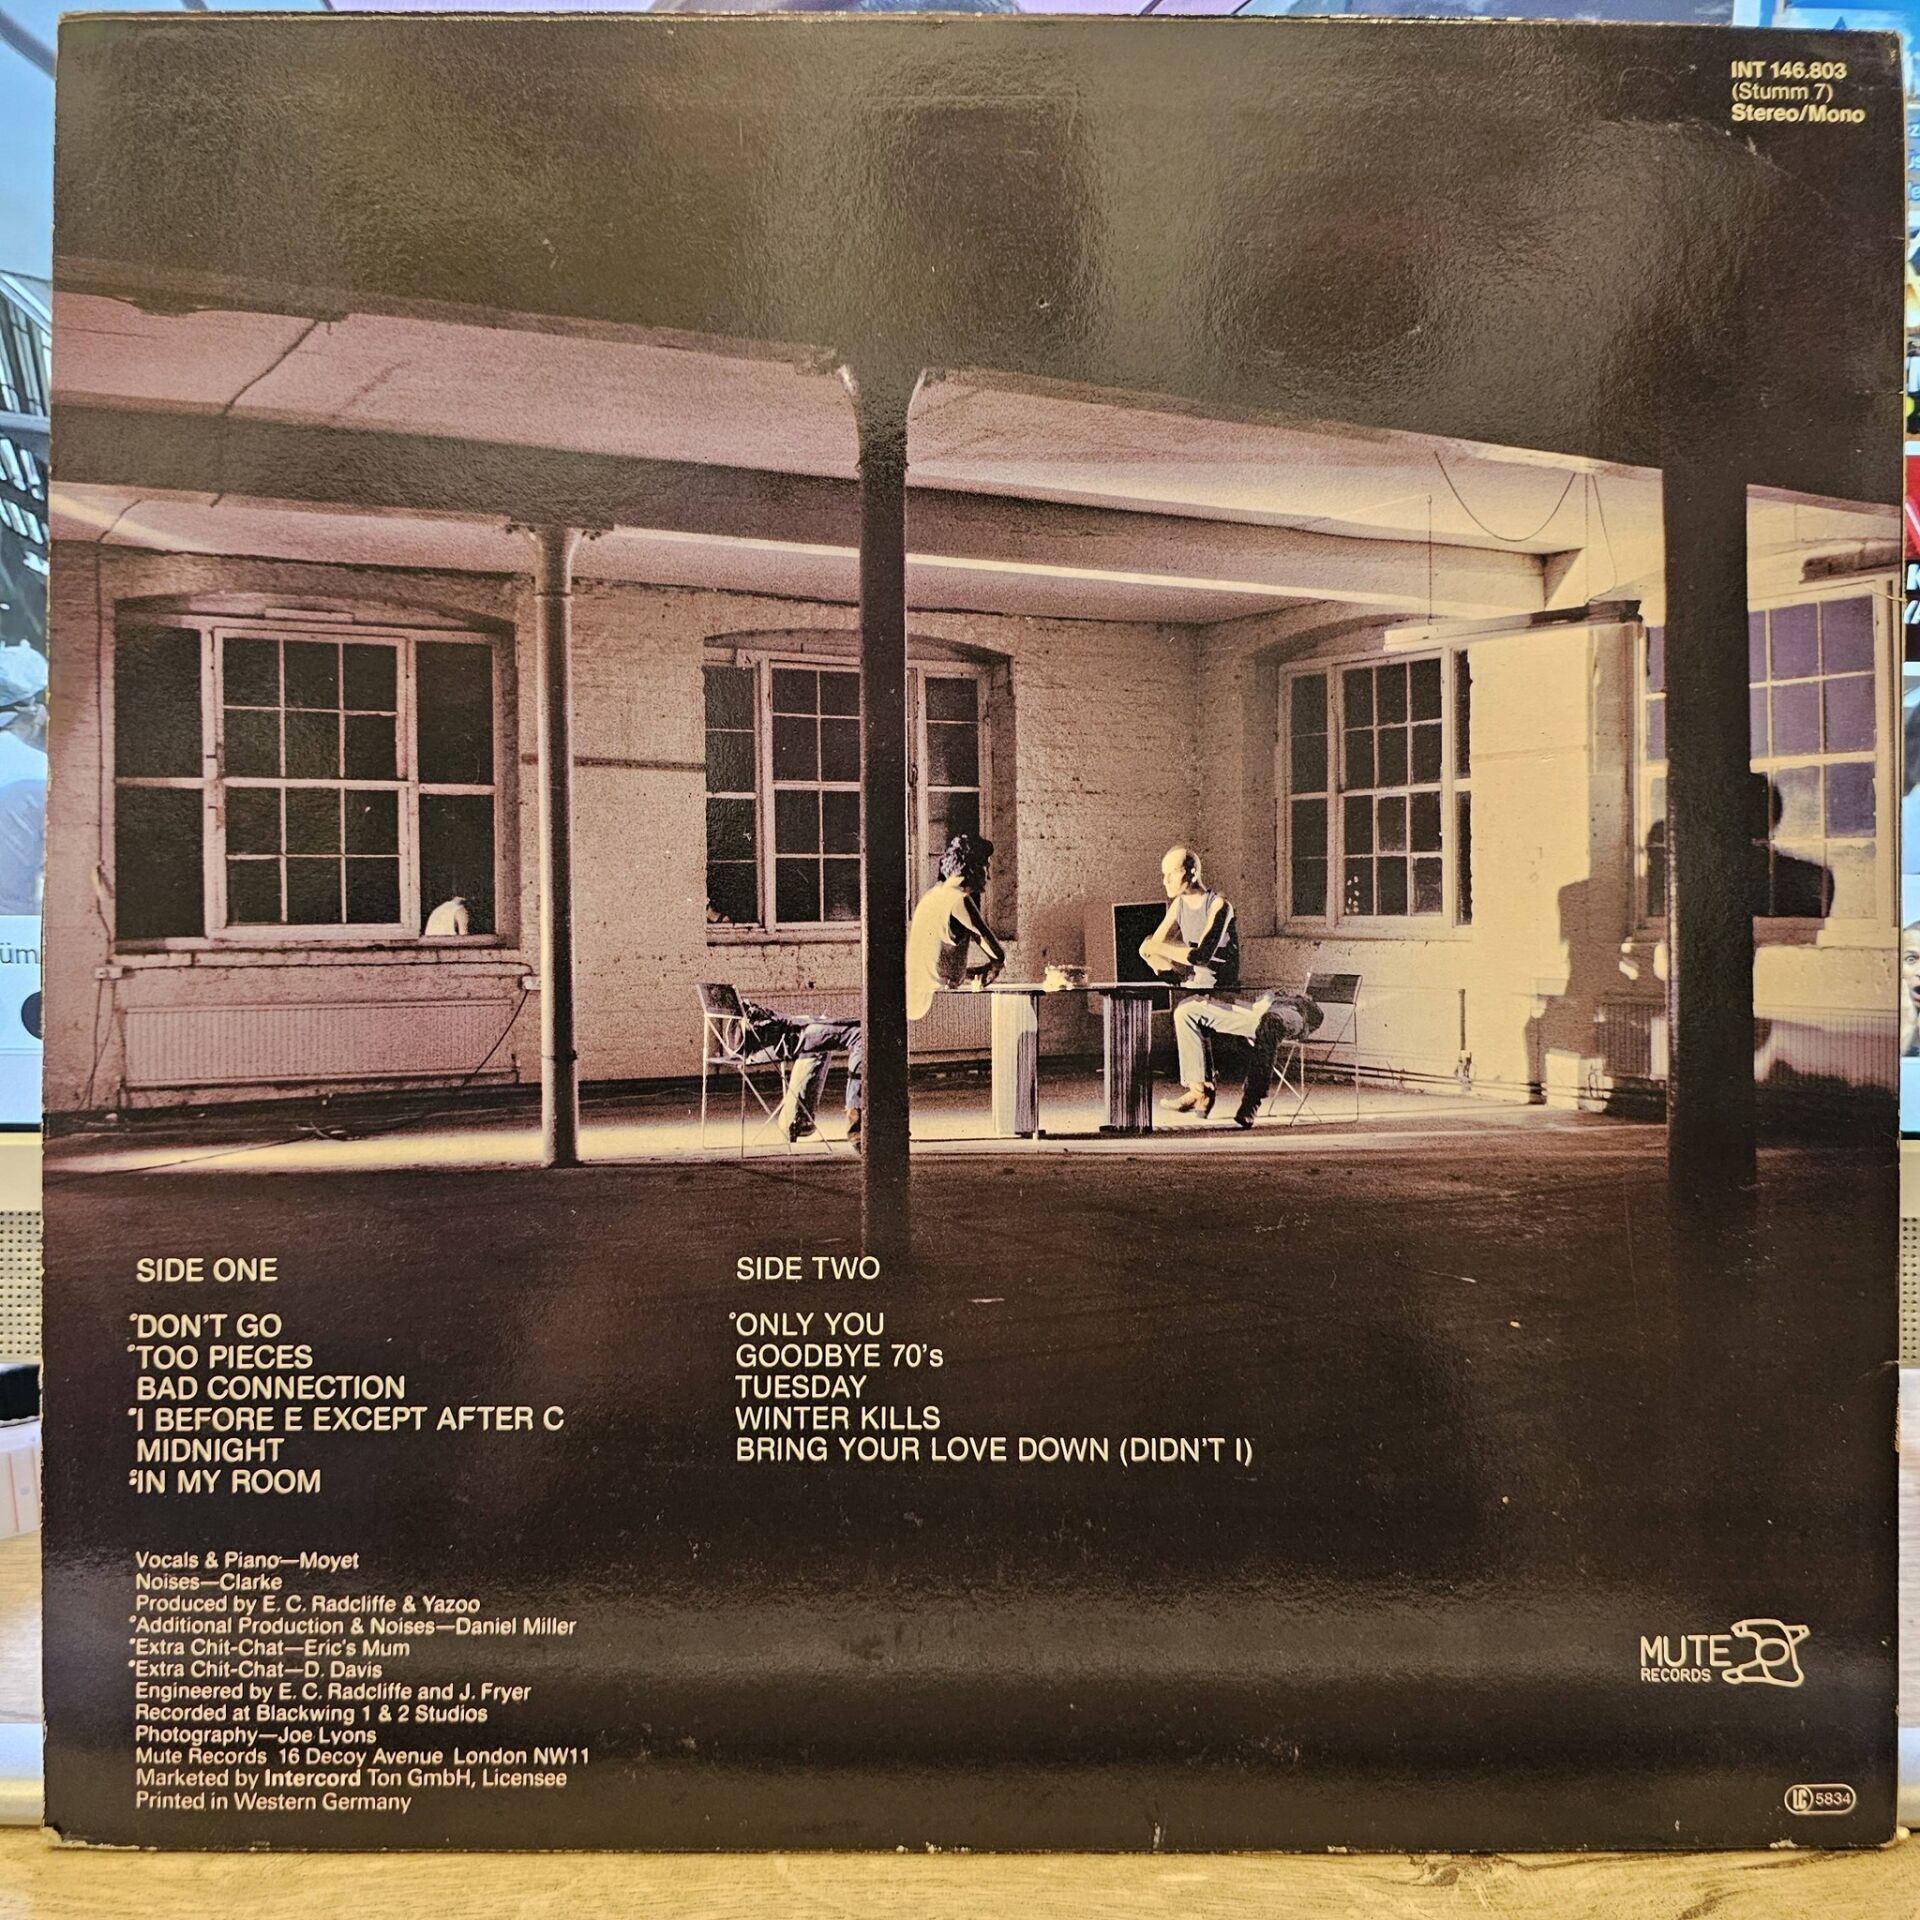 INT 146.803
(Stumm 7)
Stereo/Mono
SIDE ONE
°DON'T GO
°TOO PIECES
BAD CONNECTION
•I BEFORE E EXCEPT AFTER C
MIDNIGHT
IN MY ROOM
SIDE TWO
°ONLY YOU
GOODBYE 70's
TUESDAY
WINTER KILLS
BRING YOUR LOVE DOWN (DIDN'T I)
Vocals & Piano—Moyet
Noises—Clarke
Produced by E. C. Radcliffe & Yazoo
°Additional Production & Noises—Daniel Miller
•Extra Chit-Chat—Eric's Mum
•Extra Chit-Chat—D. Davis
Engineered by E. C. Radcliffe and J. Fryer
Recorded at Blackwing 1 & 2 Studios
Photography—Joe Lyons
Mute Records 16 Decoy Avenue London NW11
Marketed by Intercord Ton GmbH, Licensee
Printed in Western Germany
MUTE
RECORDS
LC 5834